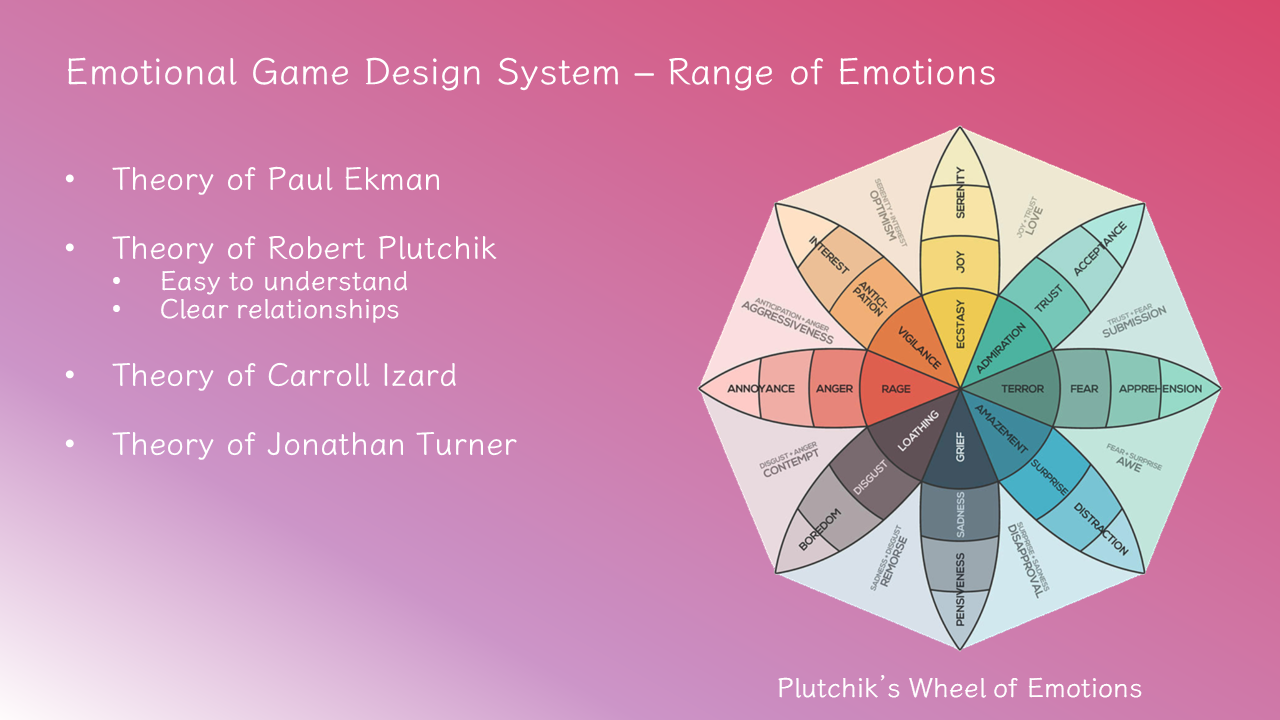 Emotional Game Design System – Range of Emotions
• Theory of Paul Ekman
• Theory of Robert Plutchik
• Easy to understand
• Clear relationships
• Theory of Carroll Izard
• Theory of Jonathan Turner
SERENITY
JOY
ECSTASY
JOY + TRUST
LOVE
ACCEPTANCE
TRUST
ADMIRATION
TRUST + FEAR
SUBMISSION
TERROR
FEAR
APPREHENSION
FEAR + SURPRISE
AWE
AMAZEMENT
SURPRISE
DISTRACTION
SURPRISE + SADNESS
DISAPPROVAL
GRIEF
SADNESS
PENSIVENESS
SADNESS + DISGUST
REMORSE
LOATHING
DISGUST
BOREDOM
DISGUST + ANGER
CONTEMPT
ANNOYANCE
ANGER
RAGE
ANTICIPATION + ANGER
AGGRESSIVENESS
INTEREST
ANTICI-
PATION
VIGILANCE
SERENITY + INTEREST
OPTIMISM
Plutchik's Wheel of Emotions